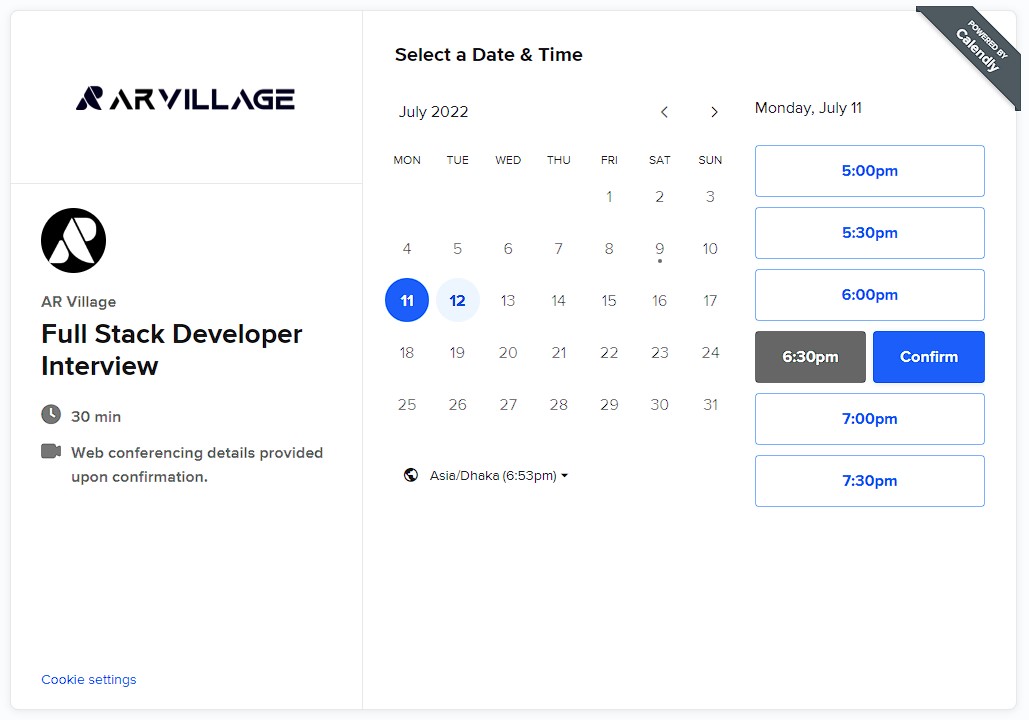 AR VILLAGE
AR Village
Full Stack Developer
Interview
30 min
Web conferencing details provided
upon confirmation.
Cookie settings
Select a Date & Time
July 2022
MON TUE WED THU FRI SAT SUN
1 2 3
4 5 6 7 8 9 10
11 12 13 14 15 16 17
18 19 20 21 22 23 24
25 26 27 28 29 30 31
Asia/Dhaka (6:53pm)
Monday, July 11
5:00pm
5:30pm
6:00pm
6:30pm Confirm
7:00pm
7:30pm
POWERED BY
Calendly